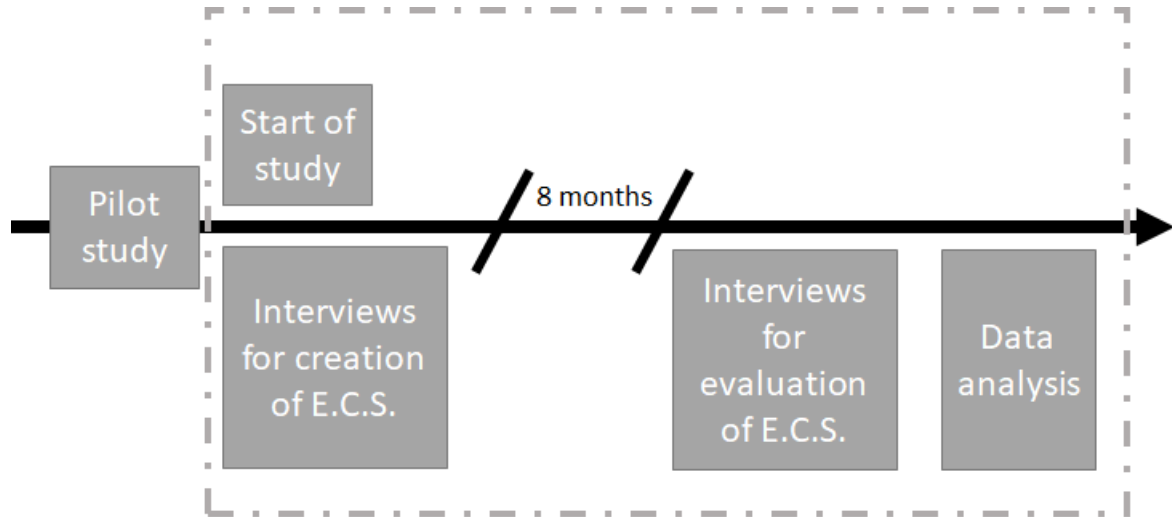 Start of
study
Pilot
study
8 months
Interviews
for creation
of E.C.S.
Interviews
for
evaluation
of E.C.S.
Data
analysis